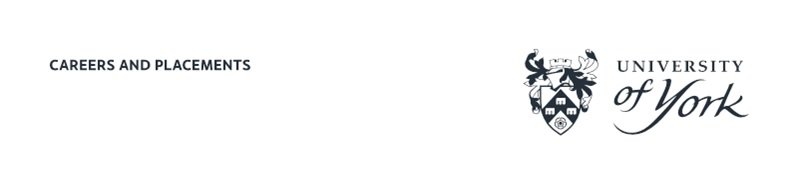 CAREERS AND PLACEMENTS
UNIVERSITY
of York